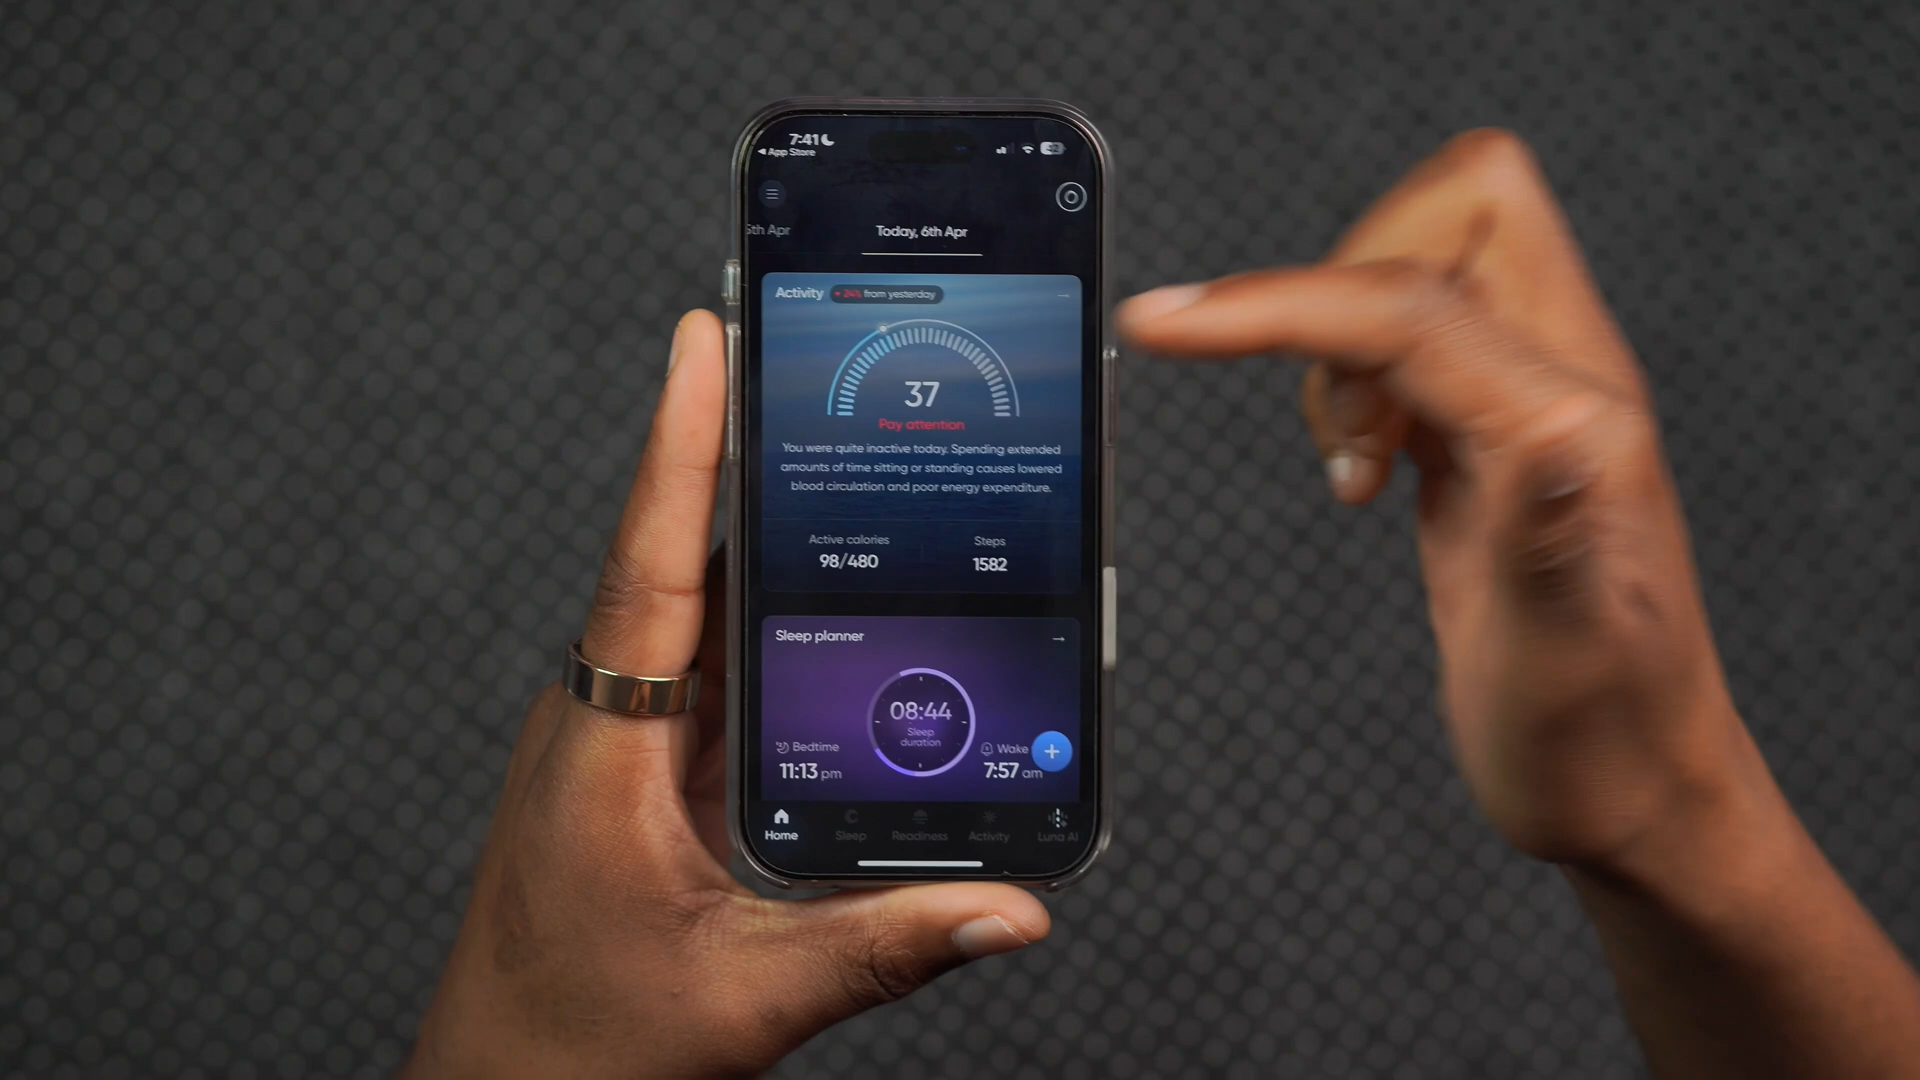 7:41
◀ App Store
42
5th Apr
Today, 6th Apr
Activity
24% from yesterday
37
Pay attention
You were quite inactive today. Spending extended
amounts of time sitting or standing causes lowered
blood circulation and poor energy expenditure.
Active calories
98/480
Steps
1582
Sleep planner
08:44
Sleep
duration
Bedtime
11:13 pm
Wake
7:57 am
Home
Sleep
Readiness
Activity
Luna AI